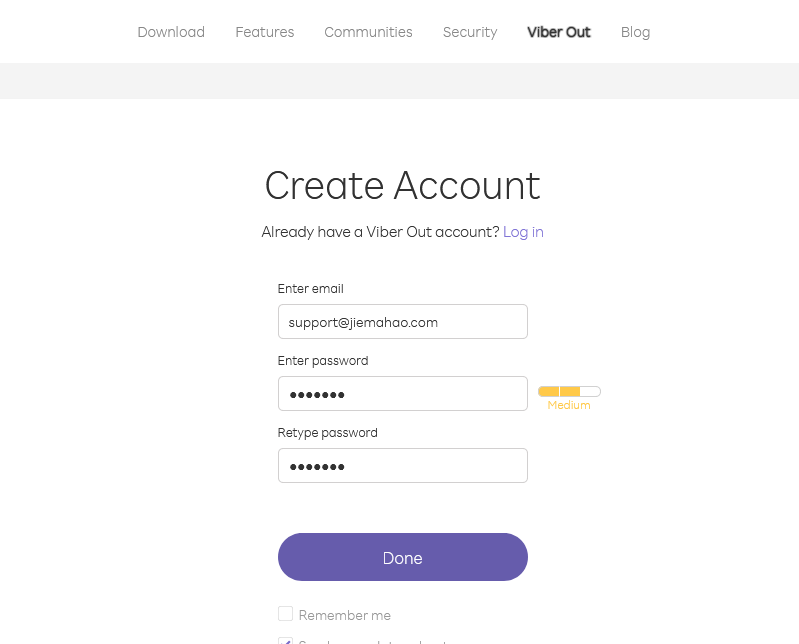 Download Features Communities Security Viber Out Blog
Create Account
Already have a Viber Out account? Log in
Enter email
support@jiemahao.com
Enter password
Medium
Retype password
Done
Remember me